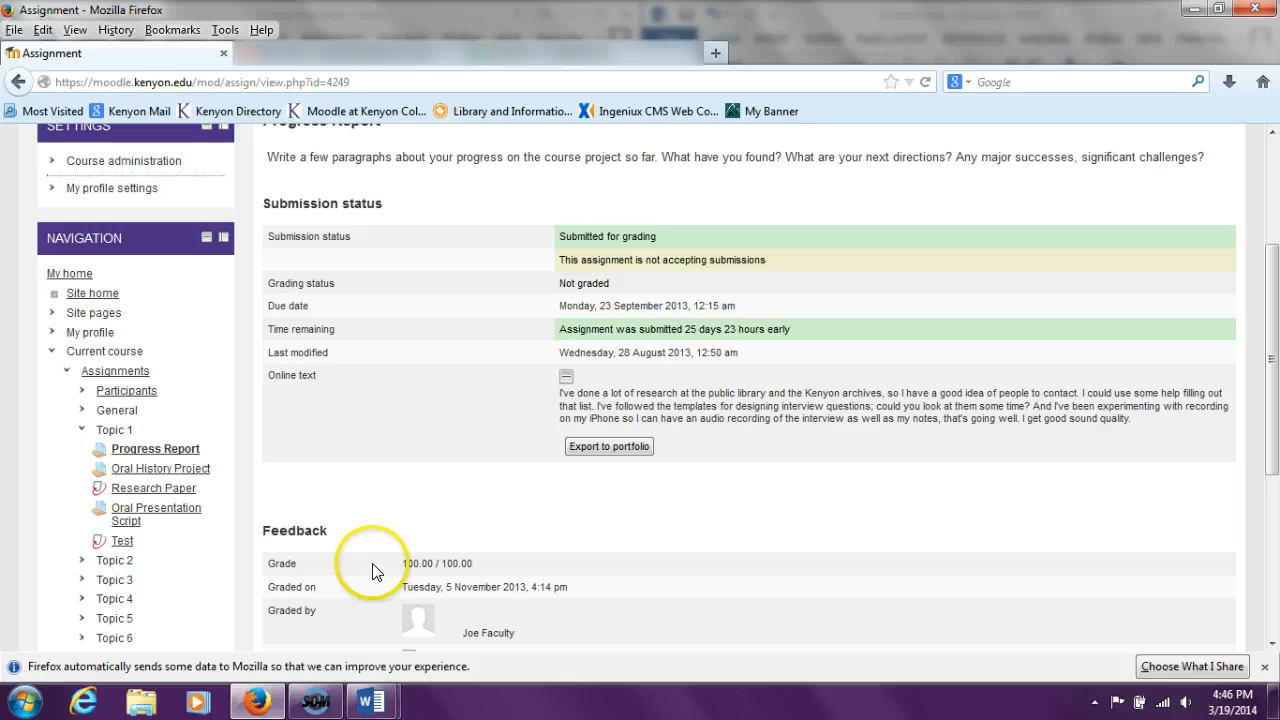 Assignment - Mozilla Firefox
File Edit View History Bookmarks Tools Help
Assignment
https://moodle.kenyon.edu/mod/assign/view.php?id=4249
Google
Most Visited Kenyon Mail Kenyon Directory Moodle at Kenyon Col... Library and Informatio... Ingeniux CMS Web Co... My Banner
SETTINGS
Course administration
My profile settings
NAVIGATION
My home
Site home
Site pages
My profile
Current course
Assignments
Participants
General
Topic 1
Progress Report
Oral History Project
Research Paper
Oral Presentation
Script
Test
Topic 2
Topic 3
Topic 4
Topic 5
Topic 6
Progress Report
Write a few paragraphs about your progress on the course project so far. What have you found? What are your next directions? Any major successes, significant challenges?
Submission status
Submission status Submitted for grading
This assignment is not accepting submissions
Grading status Not graded
Due date Monday, 23 September 2013, 12:15 am
Time remaining Assignment was submitted 25 days 23 hours early
Last modified Wednesday, 28 August 2013, 12:50 am
Online text
I've done a lot of research at the public library and the Kenyon archives, so I have a good idea of people to contact. I could use some help filling out
that list. I've followed the templates for designing interview questions; could you look at them some time? And I've been experimenting with recording
on my iPhone so I can have an audio recording of the interview as well as my notes, that's going well. I get good sound quality.
Export to portfolio
Feedback
Grade 100.00 / 100.00
Graded on Tuesday, 5 November 2013, 4:14 pm
Graded by
Joe Faculty
Firefox automatically sends some data to Mozilla so that we can improve your experience.
Choose What I Share
4:46 PM
3/19/2014